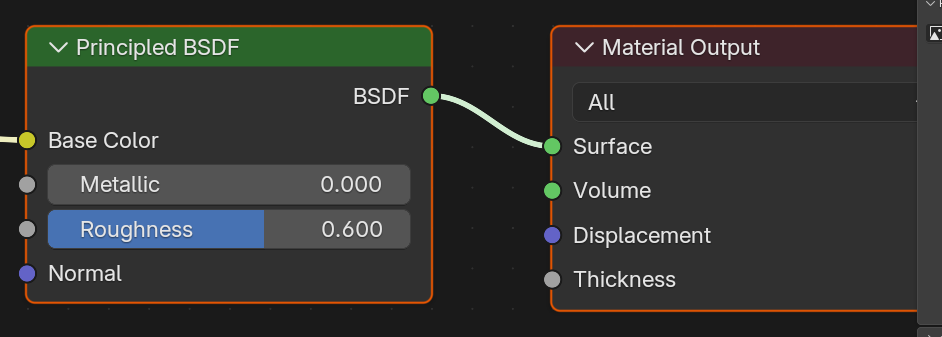 Principled BSDF
BSDF
Base Color
Metallic 0.000
Roughness 0.600
Normal
Material Output
All
Surface
Volume
Displacement
Thickness